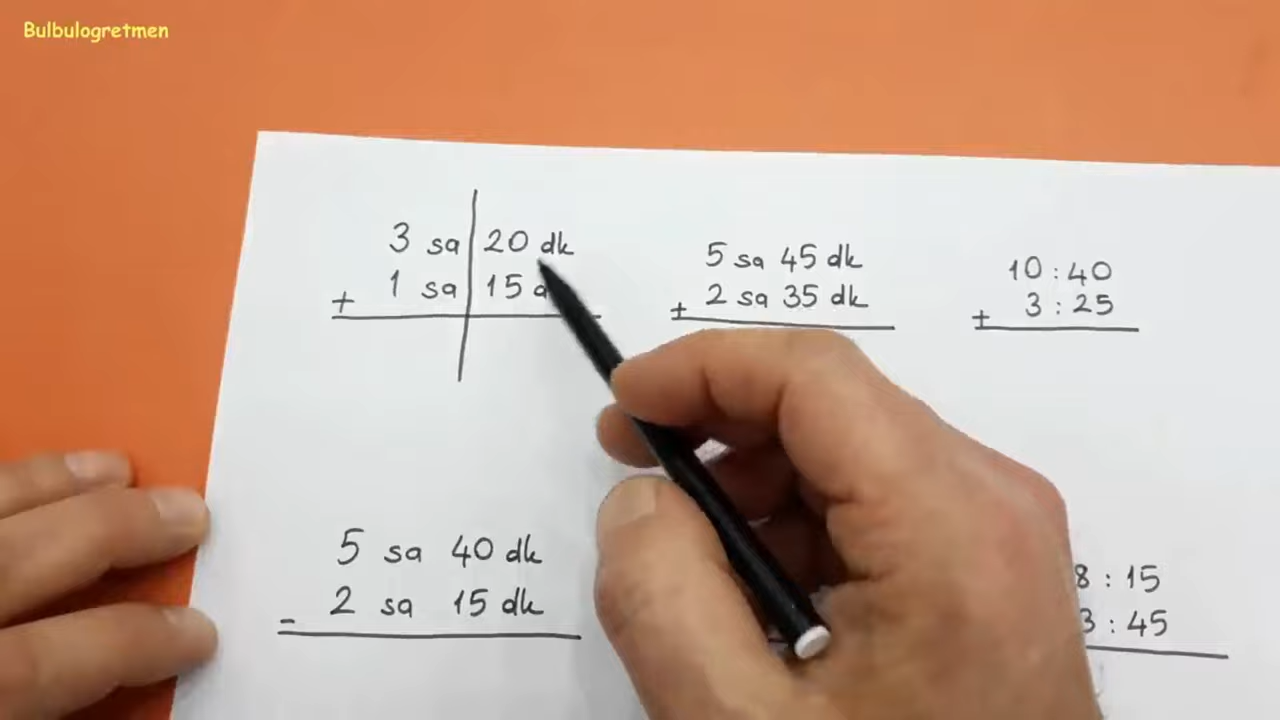 Bulbulogretmen
3 sa 20 dk
+ 1 sa 15
5 sa 45 dk
+ 2 sa 35 dk
10:40
+ 3:25
5 sa 40 dk
- 2 sa 15 dk
8:15
3:45